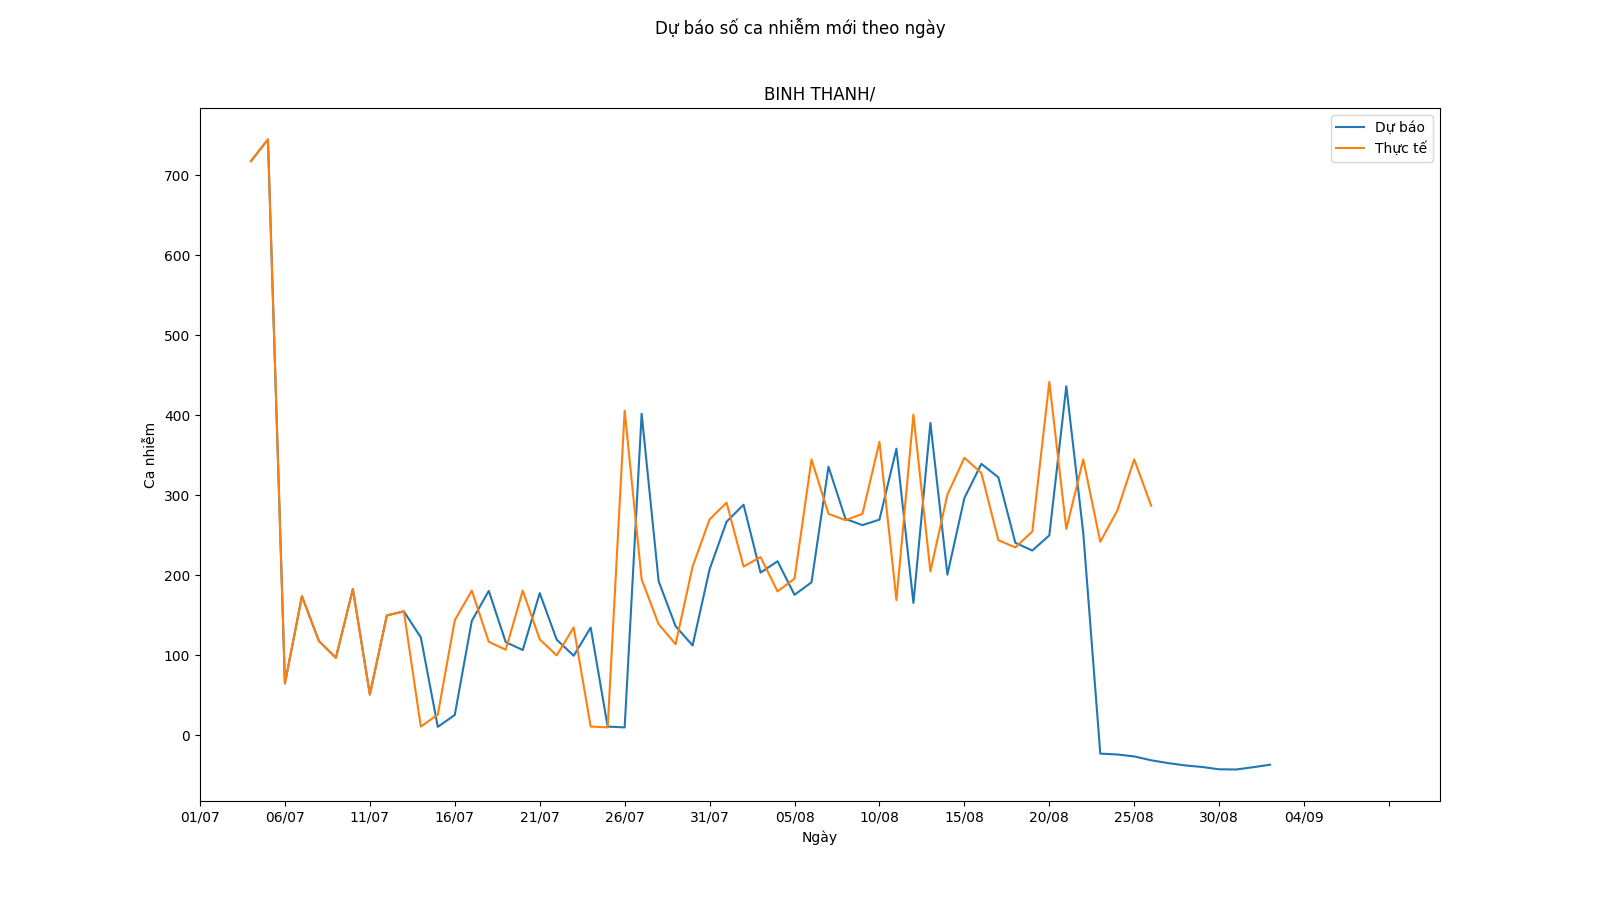 Dự báo số ca nhiễm mới theo ngày
BINH THANH/
Dự báo
Thực tế
700
600
500
400
300
200
100
0
Ca nhiễm
01/07 06/07 11/07 16/07 21/07 26/07 31/07 05/08 10/08 15/08 20/08 25/08 30/08 04/09
Ngày